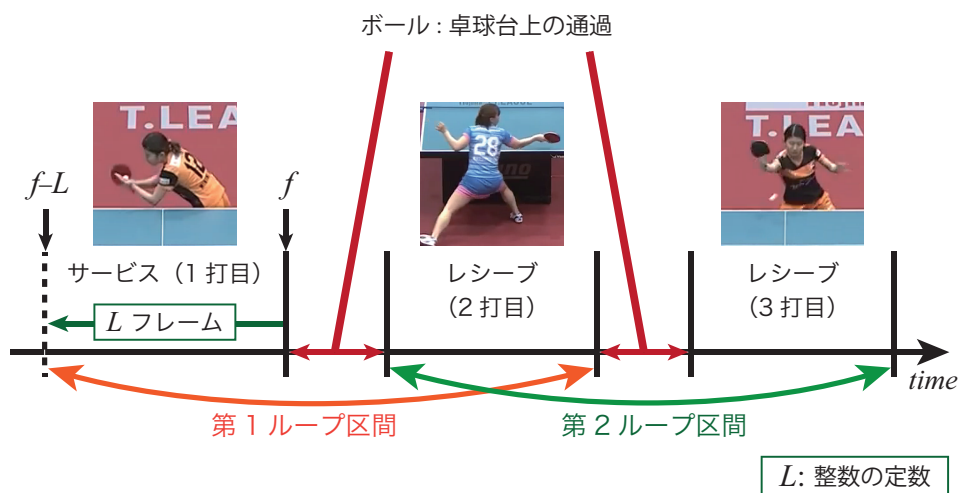 ボール : 卓球台上の通過
T.LEA
12
28
T.LEA
f–L
f
サービス（1 打目）
レシーブ
（2 打目）
レシーブ
（3 打目）
L フレーム
time
第 1 ループ区間
第 2 ループ区間
L: 整数の定数